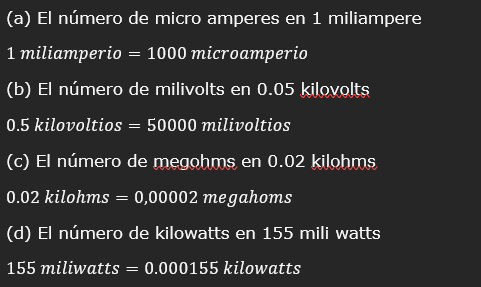 (a) El número de micro amperes en 1 miliampere
1 miliamperio = 1000 microamperio
(b) El número de milivolts en 0.05 kilovolts
0.5 kilovoltios = 50000 milivoltios
(c) El número de megohms en 0.02 kilohms
0.02 kilohms = 0,00002 megahoms
(d) El número de kilowatts en 155 mili watts
155 miliwatts = 0.000155 kilowatts